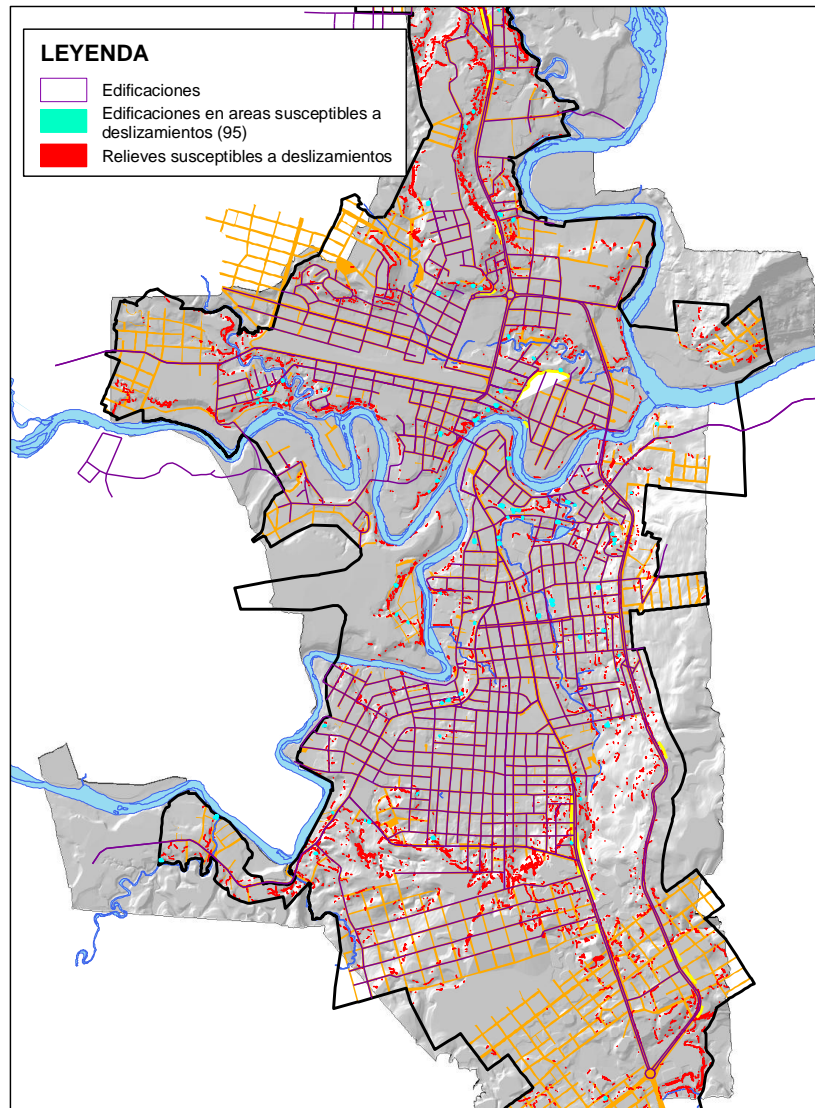 LEYENDA
Edificaciones
Edificaciones en areas susceptibles a
deslizamientos (95)
Relieves susceptibles a deslizamientos